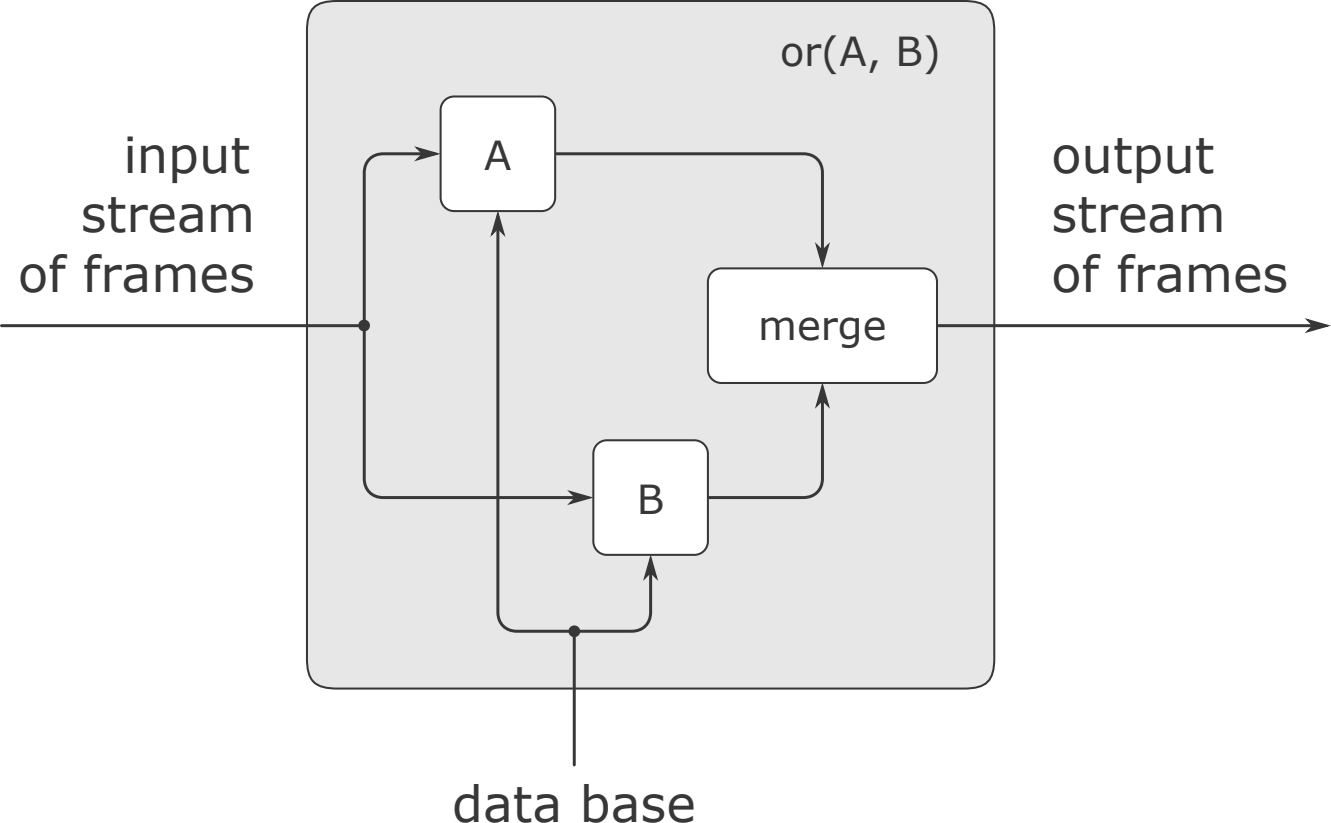 or(A, B)
input
stream
of frames
A
output
stream
of frames
merge
B
data base